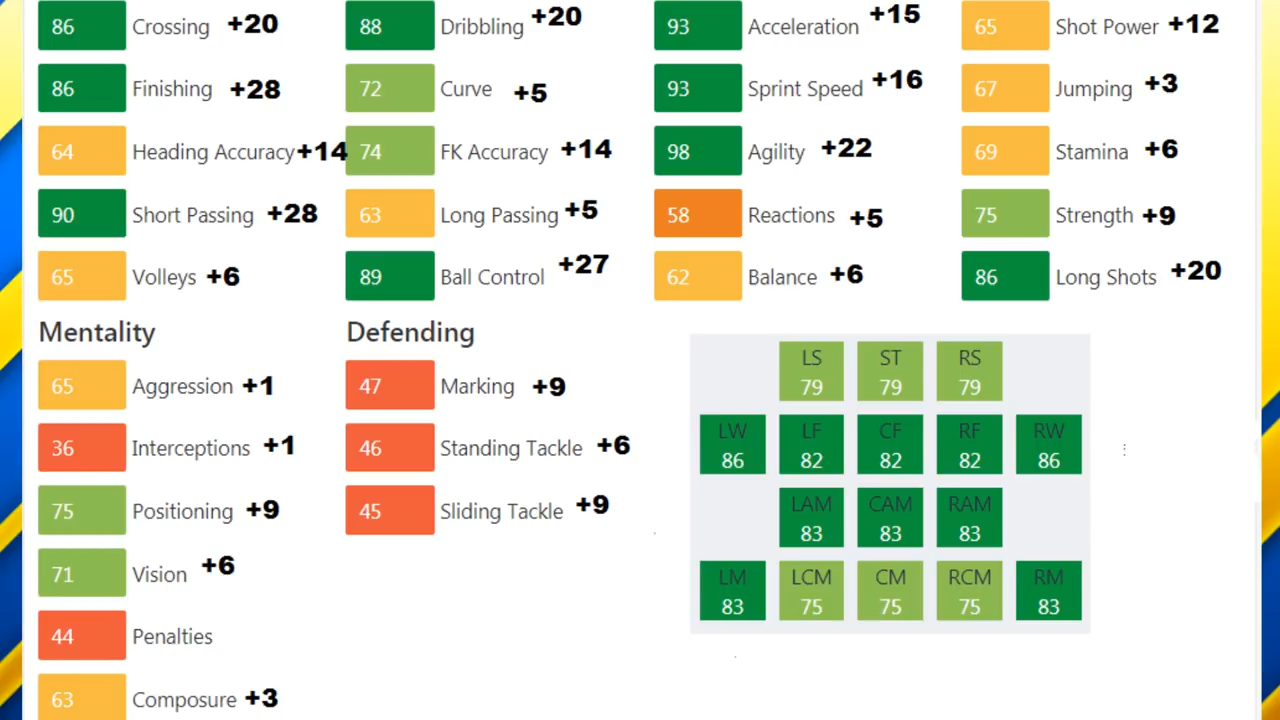 86 Crossing +20 88 Dribbling +20 93 Acceleration +15 65 Shot Power +12
86 Finishing +28 72 Curve +5 93 Sprint Speed +16 67 Jumping +3
64 Heading Accuracy +14 74 FK Accuracy +14 98 Agility +22 69 Stamina +6
90 Short Passing +28 63 Long Passing +5 58 Reactions +5 75 Strength +9
65 Volleys +6 89 Ball Control +27 62 Balance +6 86 Long Shots +20
Mentality Defending
65 Aggression +1 47 Marking +9
36 Interceptions +1 46 Standing Tackle +6
75 Positioning +9 45 Sliding Tackle +9
71 Vision +6
44 Penalties
63 Composure +3
LS ST RS
79 79 79
LW LF CF RF RW
86 82 82 82 86
LAM CAM RAM
83 83 83
LM LCM CM RCM RM
83 75 75 75 83